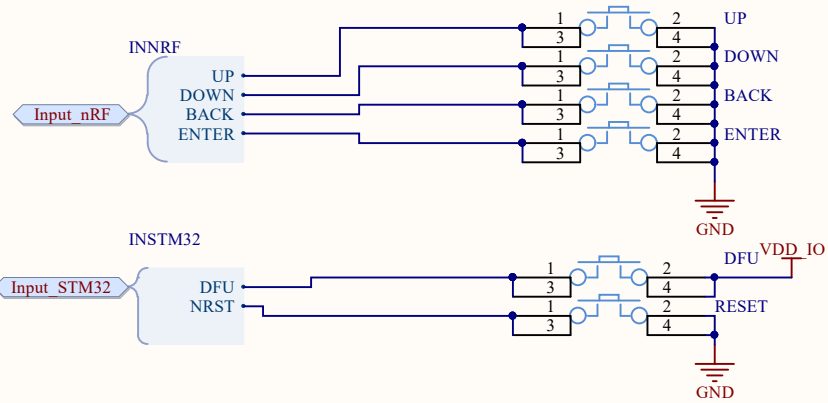 1 2 UP
3 4
INNRF
UP 1 2 DOWN
DOWN 3 4
BACK 1 2 BACK
Input_nRF
ENTER 3 4
1 2 ENTER
3 4
GND
INSTM32
DFU VDD_IO
Input_STM32 DFU 1 2
NRST 3 4
1 2 RESET
3 4
GND